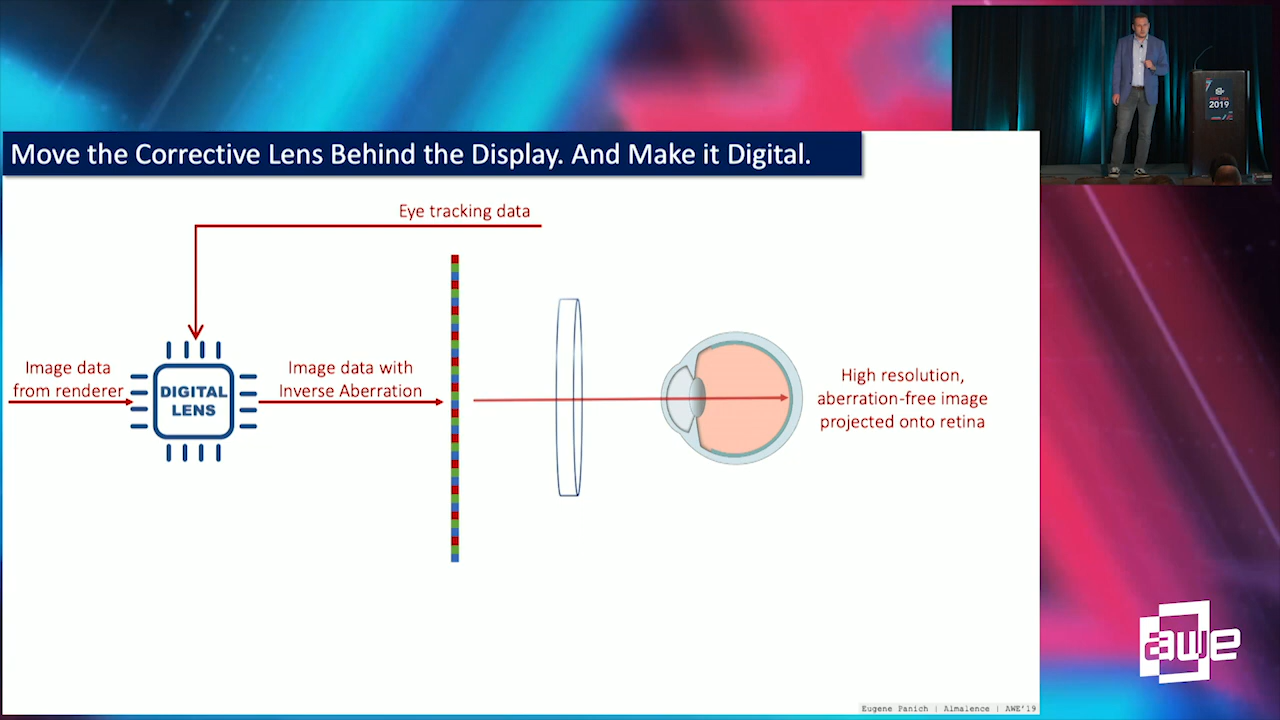 Move the Corrective Lens Behind the Display. And Make it Digital.
Eye tracking data
Image data
from renderer
DIGITAL
LENS
Image data with
Inverse Aberration
High resolution,
aberration-free image
projected onto retina
2019
awe
Eugene Panich | Almalence | AWE'19